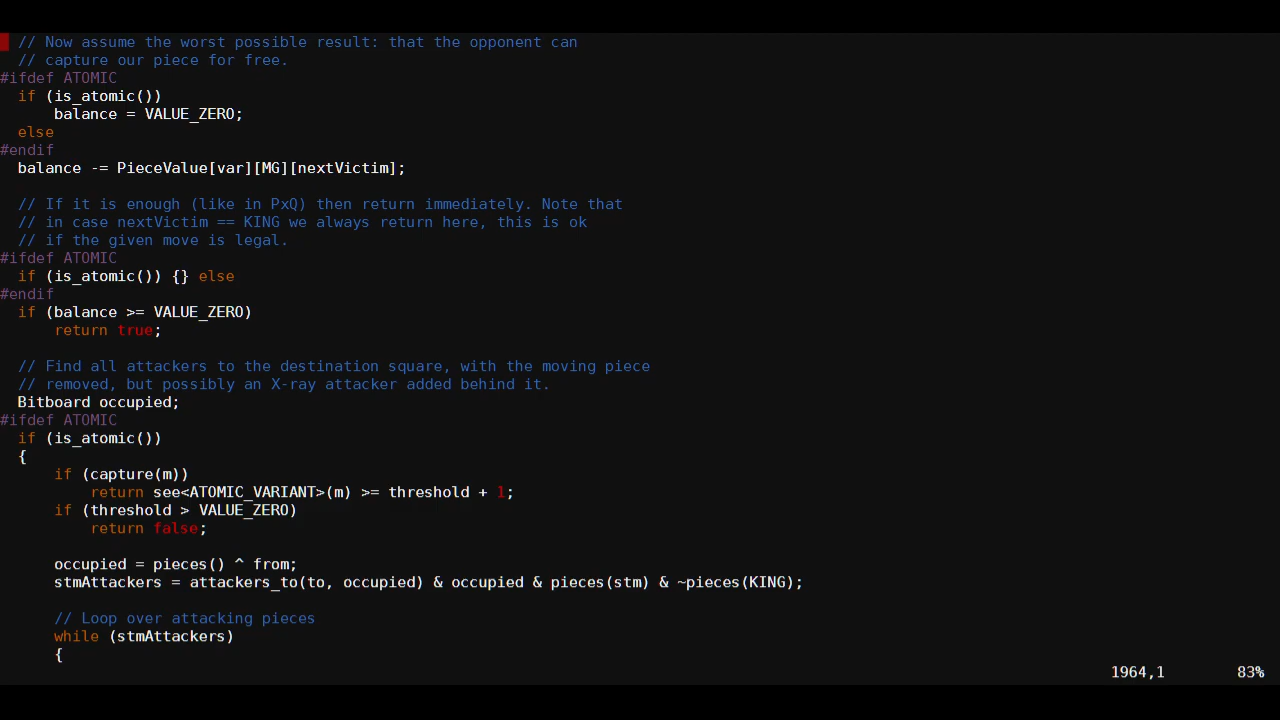 // Now assume the worst possible result: that the opponent can
// capture our piece for free.
#ifdef ATOMIC
if (is_atomic())
balance = VALUE_ZERO;
else
#endif
balance -= PieceValue[var][MG][nextVictim];
// If it is enough (like in PxQ) then return immediately. Note that
// in case nextVictim == KING we always return here, this is ok
// if the given move is legal.
#ifdef ATOMIC
if (is_atomic()) {} else
#endif
if (balance >= VALUE_ZERO)
return true;
// Find all attackers to the destination square, with the moving piece
// removed, but possibly an X-ray attacker added behind it.
Bitboard occupied;
#ifdef ATOMIC
if (is_atomic())
{
if (capture(m))
return see<ATOMIC_VARIANT>(m) >= threshold + 1;
if (threshold > VALUE_ZERO)
return false;
occupied = pieces() ^ from;
stmAttackers = attackers_to(to, occupied) & occupied & pieces(stm) & ~pieces(KING);
// Loop over attacking pieces
while (stmAttackers)
{
1964,1 83%